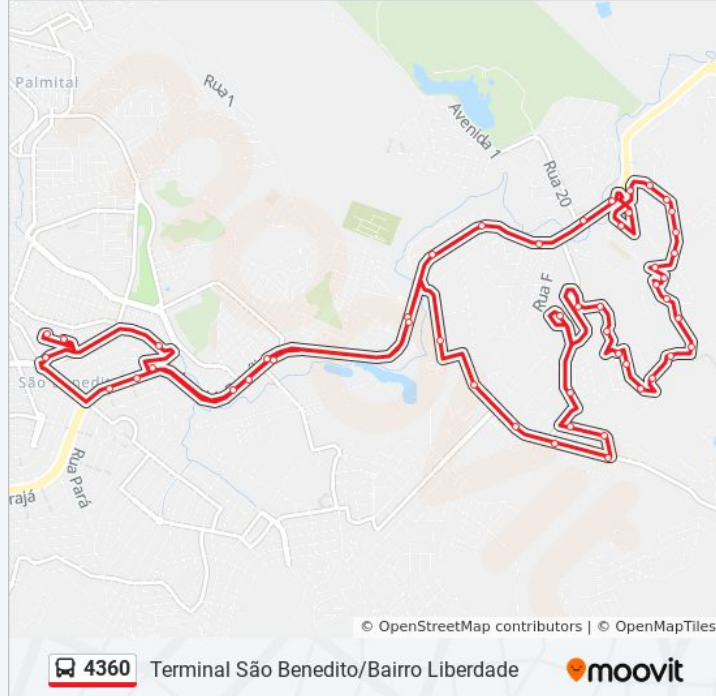 Palmital
Rua 1
Avenida 1
Rua 20
Rua F
São Benedit
Rua Pará
rajá
© OpenStreetMap contributors | © OpenMapTiles
4360 Terminal São Benedito/Bairro Liberdade moovit